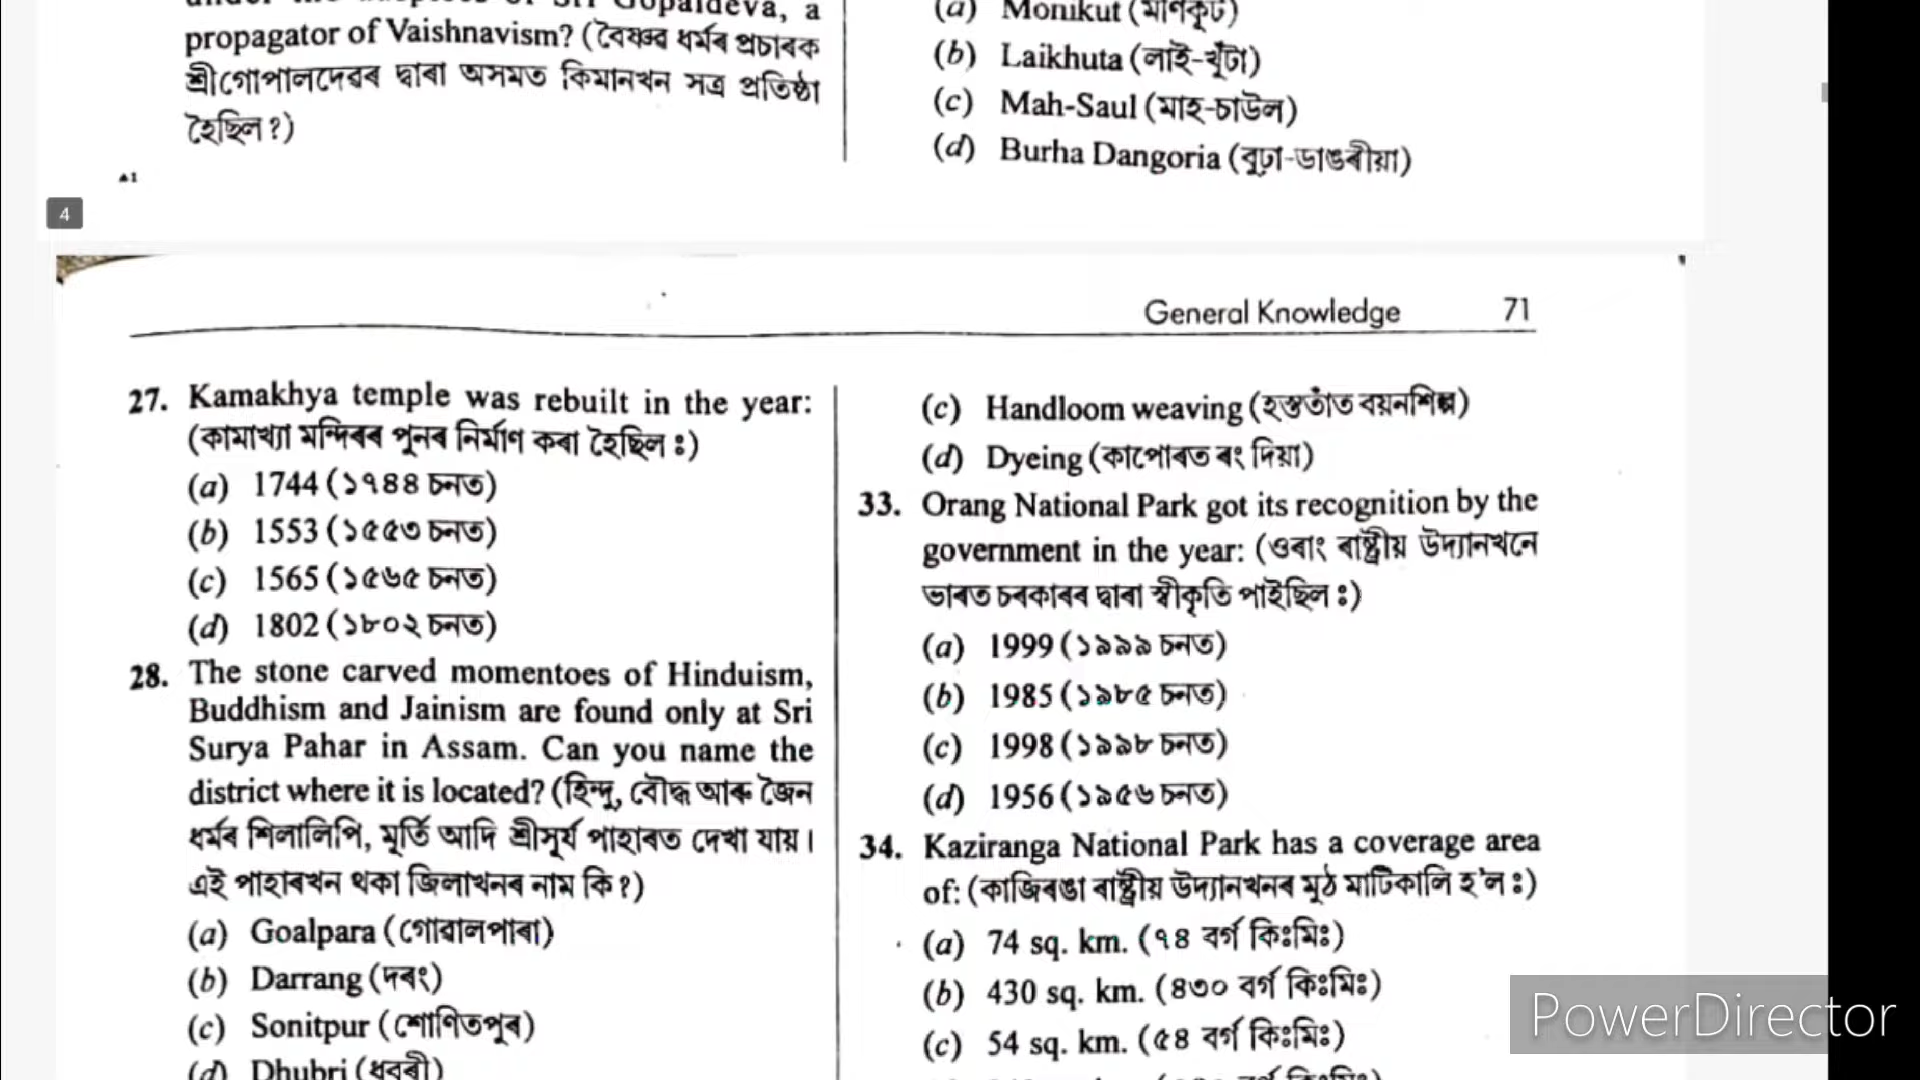 propagator of Vaishnavism? (বৈষ্ণৱ ধৰ্মৰ প্ৰচাৰক
শ্ৰীগোপালদেৱৰ দ্বাৰা অসমত কিমানখন সত্ৰ প্ৰতিষ্ঠা
হৈছিল?)
▲1
(a) Monikut (মণিকূট)
(b) Laikhuta (লাই-খুঁটা)
(c) Mah-Saul (মাহ-চাউল)
(d) Burha Dangoria (বুঢ়া-ডাঙৰীয়া)
4
General Knowledge 71
27. Kamakhya temple was rebuilt in the year:
(কামাখ্যা মন্দিৰৰ পুনৰ নিৰ্মাণ কৰা হৈছিল ঃ)
(a) 1744 (১৭৪৪ চনত)
(b) 1553 (১৫৫৩ চনত)
(c) 1565 (১৫৬৫ চনত)
(d) 1802 (১৮০২ চনত)
28. The stone carved momentoes of Hinduism,
Buddhism and Jainism are found only at Sri
Surya Pahar in Assam. Can you name the
district where it is located? (হিন্দু, বৌদ্ধ আৰু জৈন
ধৰ্মৰ শিলালিপি, মূৰ্তি আদি শ্ৰীসূৰ্য পাহাৰত দেখা যায়।
এই পাহাৰখন থকা জিলাখনৰ নাম কি?)
(a) Goalpara (গোৱালপাৰা)
(b) Darrang (দৰং)
(c) Sonitpur (শোণিতপুৰ)
(d) Dhubri (ধুবুৰী)
(c) Handloom weaving (হস্ততাঁত বয়নশিল্প)
(d) Dyeing (কাপোৰত ৰং দিয়া)
33. Orang National Park got its recognition by the
government in the year: (ওৰাং ৰাষ্ট্ৰীয় উদ্যানখনে
ভাৰত চৰকাৰৰ দ্বাৰা স্বীকৃতি পাইছিল ঃ)
(a) 1999 (১৯৯৯ চনত)
(b) 1985 (১৯৮৫ চনত)
(c) 1998 (১৯৯৮ চনত)
(d) 1956 (১৯৫৬ চনত)
34. Kaziranga National Park has a coverage area
of: (কাজিৰঙা ৰাষ্ট্ৰীয় উদ্যানখনৰ মুঠ মাটিকালি হ'ল ঃ)
(a) 74 sq. km. (৭৪ বৰ্গ কিঃমিঃ)
(b) 430 sq. km. (৪৩০ বৰ্গ কিঃমিঃ)
(c) 54 sq. km. (৫৪ বৰ্গ কিঃমিঃ)
PowerDirector